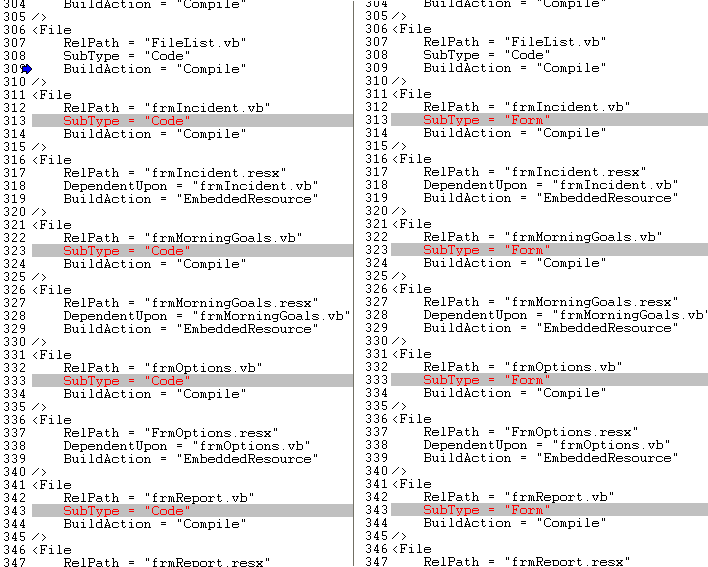 304 BuildAction = "Compile"
305 />
306 <File
307 RelPath = "FileList.vb"
308 SubType = "Code"
309 BuildAction = "Compile"
310 />
311 <File
312 RelPath = "frmIncident.vb"
313 SubType = "Code"
314 BuildAction = "Compile"
315 />
316 <File
317 RelPath = "frmIncident.resx"
318 DependentUpon = "frmIncident.vb"
319 BuildAction = "EmbeddedResource"
320 />
321 <File
322 RelPath = "frmMorningGoals.vb"
323 SubType = "Code"
324 BuildAction = "Compile"
325 />
326 <File
327 RelPath = "frmMorningGoals.resx"
328 DependentUpon = "frmMorningGoals.vb"
329 BuildAction = "EmbeddedResource"
330 />
331 <File
332 RelPath = "frmOptions.vb"
333 SubType = "Code"
334 BuildAction = "Compile"
335 />
336 <File
337 RelPath = "FrmOptions.resx"
338 DependentUpon = "frmOptions.vb"
339 BuildAction = "EmbeddedResource"
340 />
341 <File
342 RelPath = "frmReport.vb"
343 SubType = "Code"
344 BuildAction = "Compile"
345 />
346 <File
347 RelPath = "frmReport.resx"
304 BuildAction = "Compile"
305 />
306 <File
307 RelPath = "FileList.vb"
308 SubType = "Code"
309 BuildAction = "Compile"
310 />
311 <File
312 RelPath = "frmIncident.vb"
313 SubType = "Form"
314 BuildAction = "Compile"
315 />
316 <File
317 RelPath = "frmIncident.resx"
318 DependentUpon = "frmIncident.vb"
319 BuildAction = "EmbeddedResource"
320 />
321 <File
322 RelPath = "frmMorningGoals.vb"
323 SubType = "Form"
324 BuildAction = "Compile"
325 />
326 <File
327 RelPath = "frmMorningGoals.resx"
328 DependentUpon = "frmMorningGoals.vb"
329 BuildAction = "EmbeddedResource"
330 />
331 <File
332 RelPath = "frmOptions.vb"
333 SubType = "Form"
334 BuildAction = "Compile"
335 />
336 <File
337 RelPath = "FrmOptions.resx"
338 DependentUpon = "frmOptions.vb"
339 BuildAction = "EmbeddedResource"
340 />
341 <File
342 RelPath = "frmReport.vb"
343 SubType = "Form"
344 BuildAction = "Compile"
345 />
346 <File
347 RelPath = "frmReport.resx"